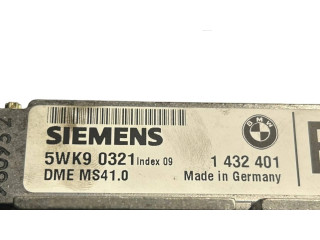 BMW
SIEMENS
5WK9 0321 Index 09 1 432 401
DME MS41.0 Made in Germany